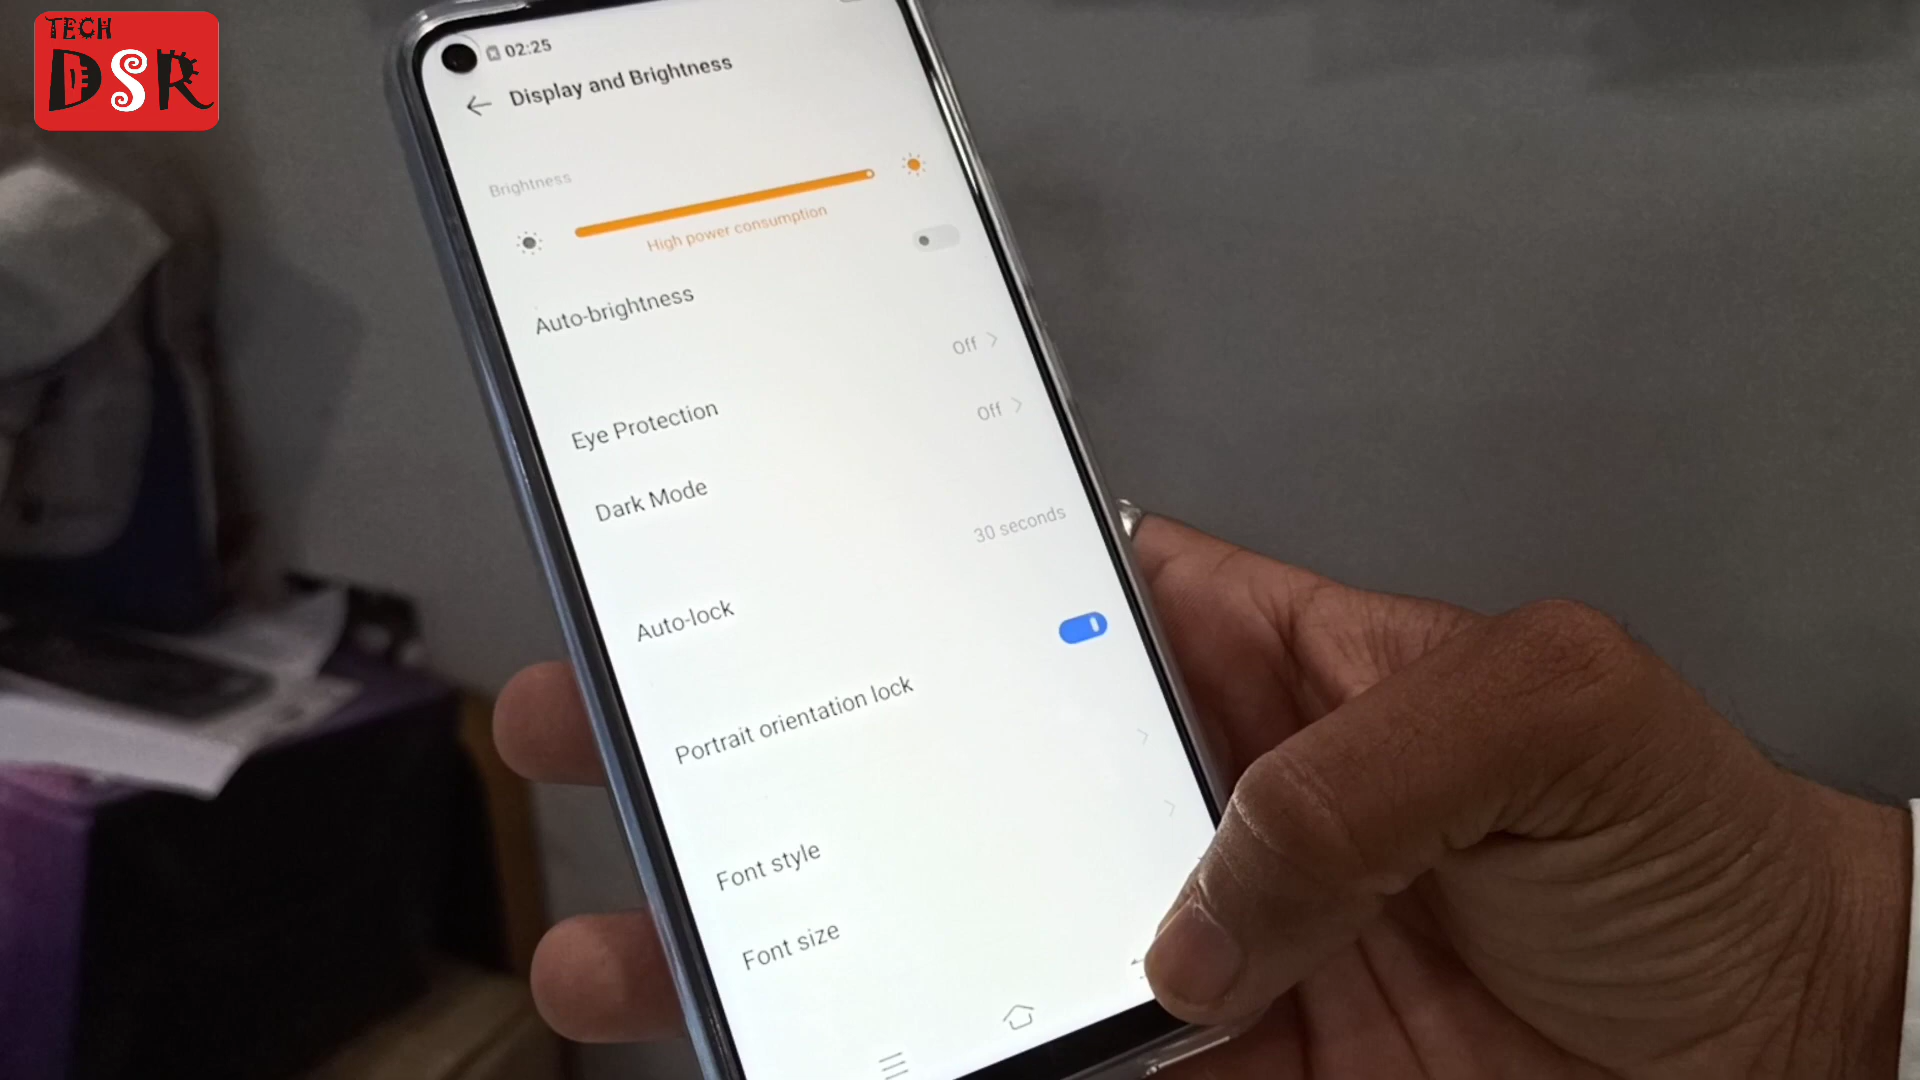 TECH
DSR
02:25
Display and Brightness
Brightness
High power consumption
Auto-brightness
Eye Protection Off
Dark Mode Off
Auto-lock 30 seconds
Portrait orientation lock
Font style
Font size